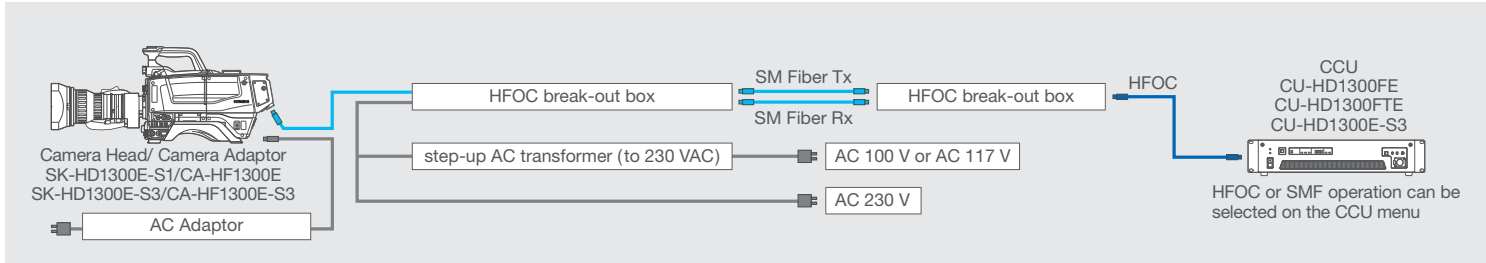 Camera Head/ Camera Adaptor
SK-HD1300E-S1/CA-HF1300E
SK-HD1300E-S3/CA-HF1300E-S3
AC Adaptor
HFOC break-out box
SM Fiber Tx
SM Fiber Rx
HFOC break-out box
HFOC
step-up AC transformer (to 230 VAC)
AC 100 V or AC 117 V
AC 230 V
CCU
CU-HD1300FE
CU-HD1300FTE
CU-HD1300E-S3
HFOC or SMF operation can be
selected on the CCU menu